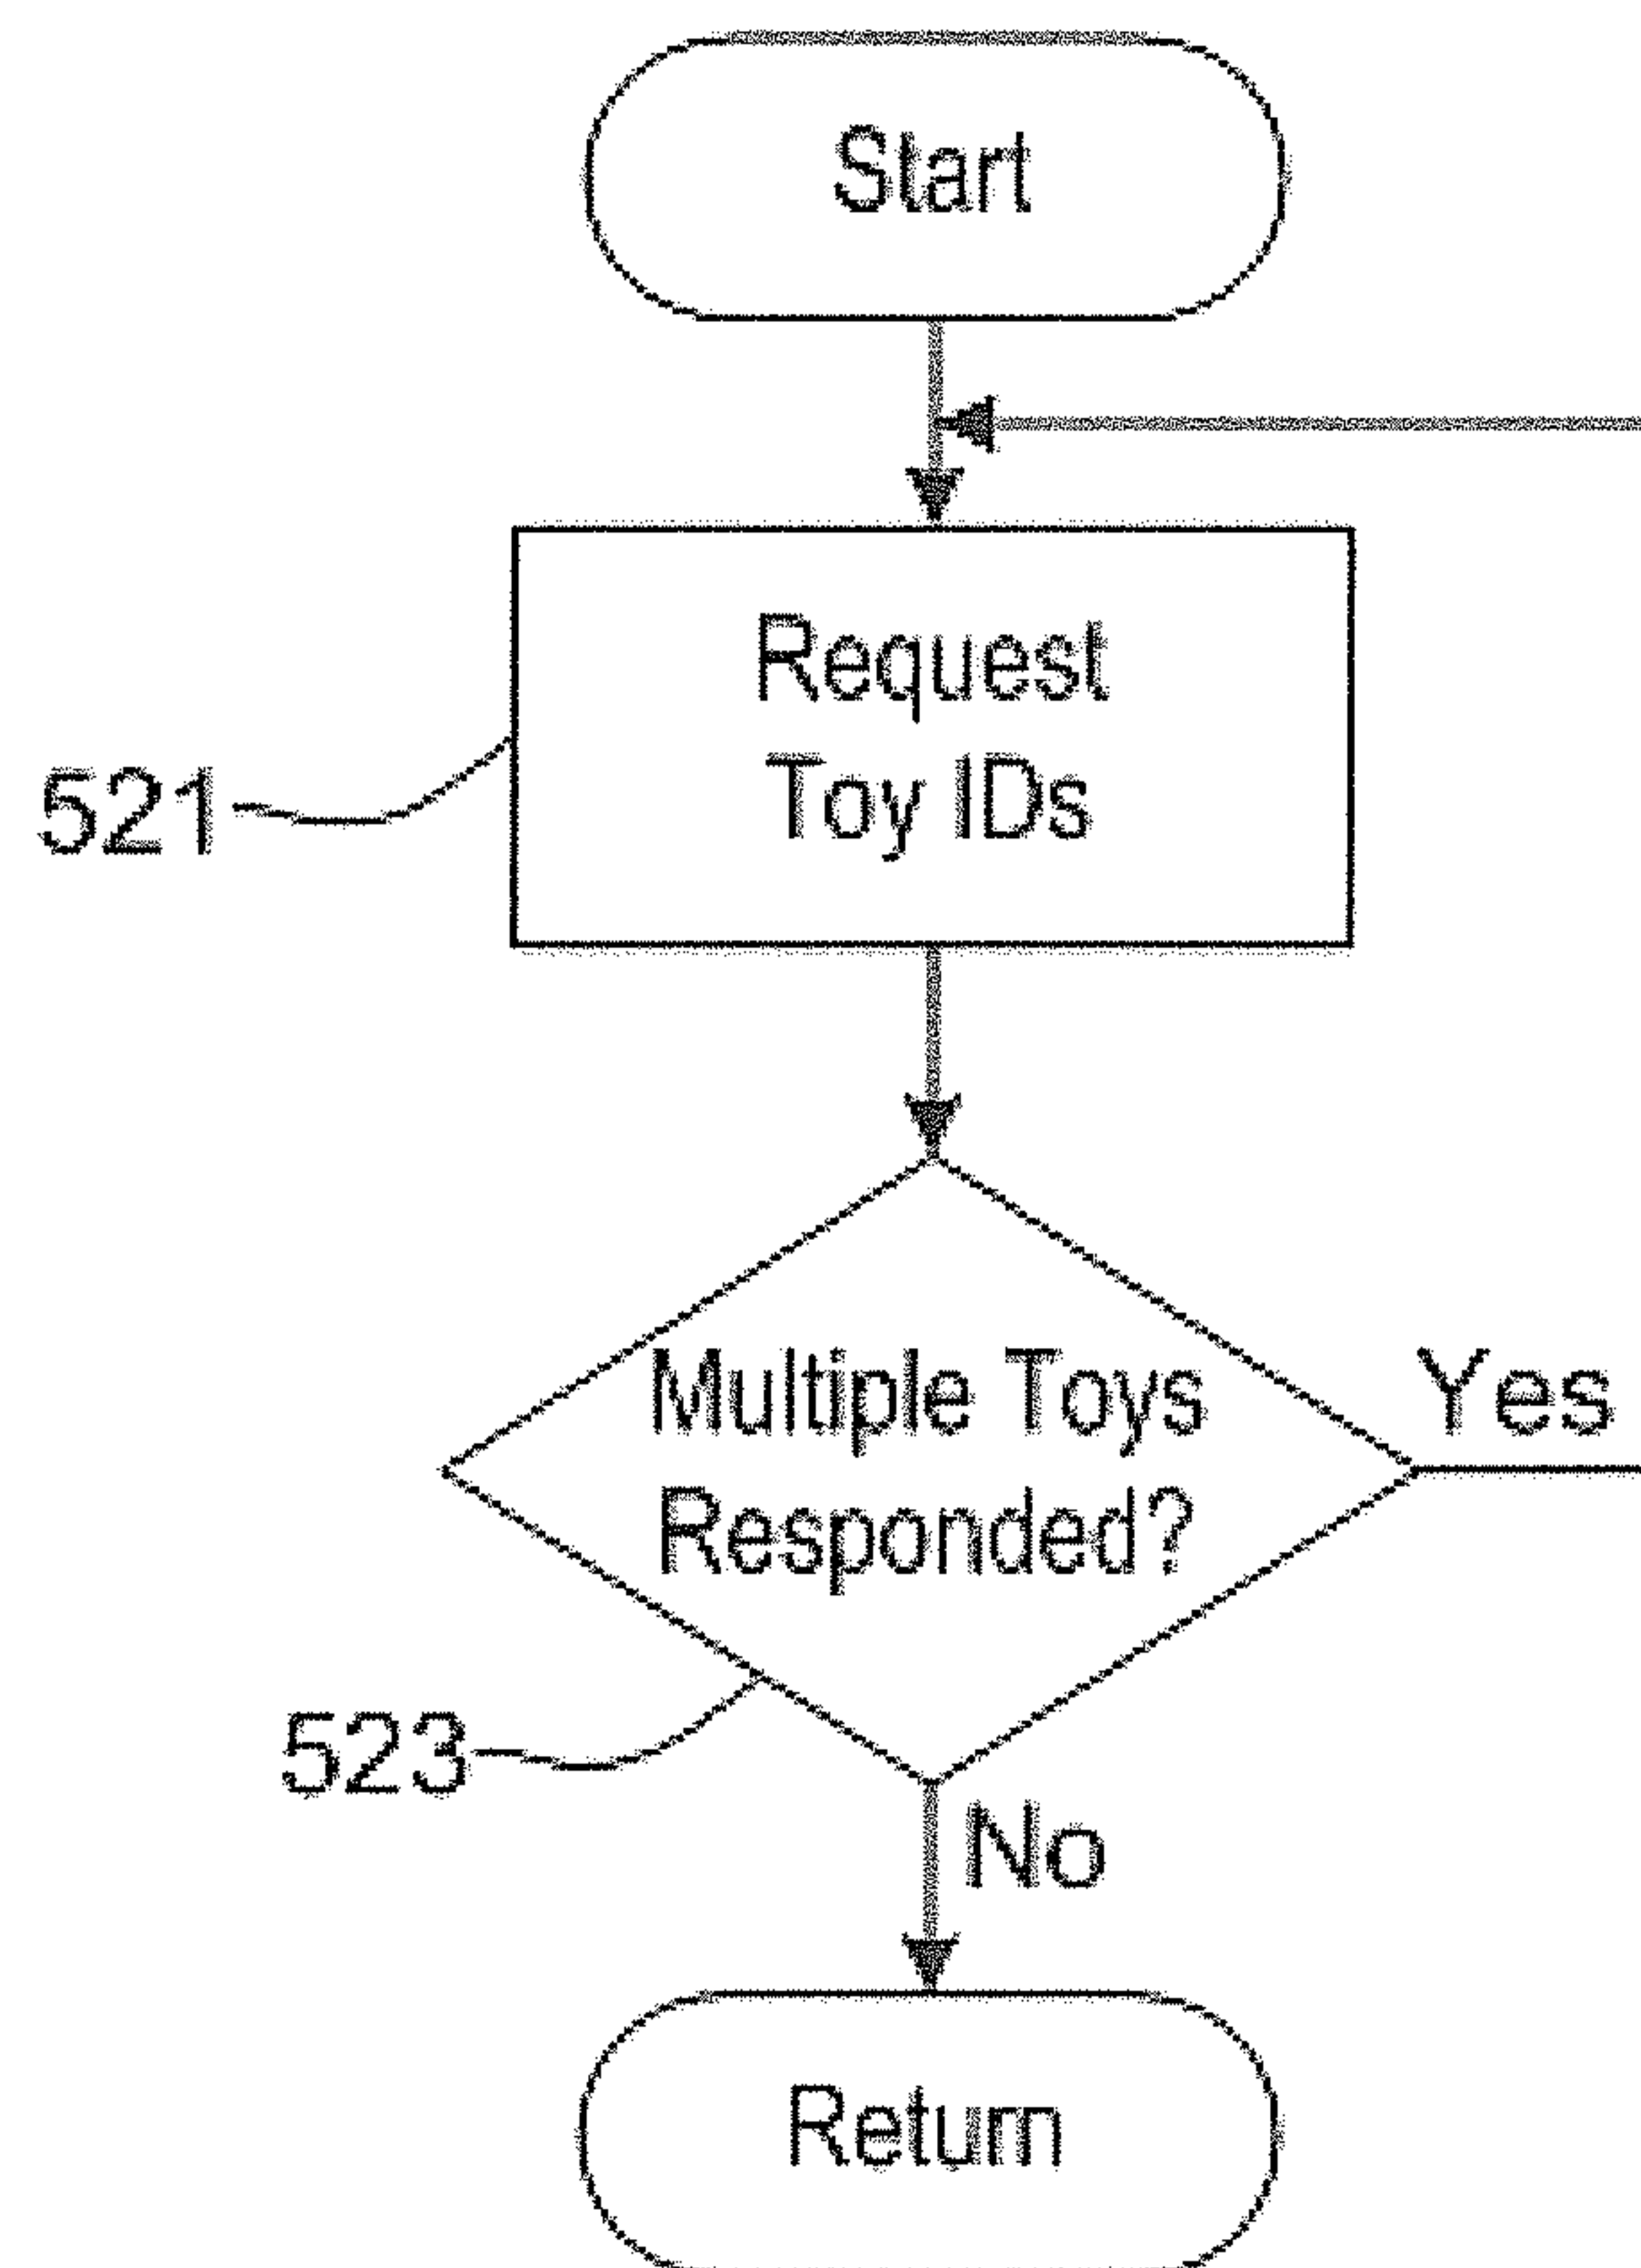 Start
Request
Toy IDs
521
Multiple Toys
Responded?
Yes
523
No
Return